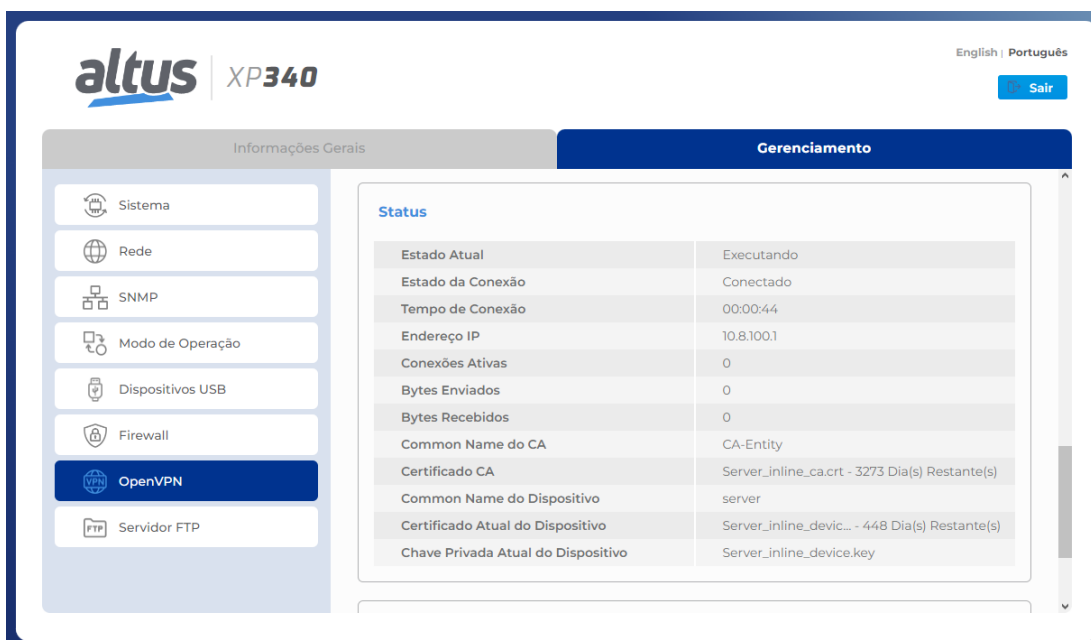 English | Português
altus XP340
Sair
Informações Gerais
Gerenciamento
Sistema
Rede
SNMP
Modo de Operação
Dispositivos USB
Firewall
VPN OpenVPN
FTP Servidor FTP
Status
Estado Atual Executando
Estado da Conexão Conectado
Tempo de Conexão 00:00:44
Endereço IP 10.8.100.1
Conexões Ativas 0
Bytes Enviados 0
Bytes Recebidos 0
Common Name do CA CA-Entity
Certificado CA Server_inline_ca.crt - 3273 Dia(s) Restante(s)
Common Name do Dispositivo server
Certificado Atual do Dispositivo Server_inline_devic... - 448 Dia(s) Restante(s)
Chave Privada Atual do Dispositivo Server_inline_device.key